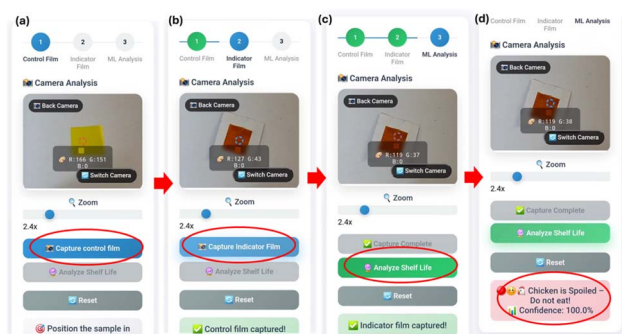 (a)
1 2 3
Control Film Indicator Film ML Analysis
Camera Analysis
Back Camera
R:166 G:151
B:0
Switch Camera
Zoom
2.4x
Capture control film
Analyze Shelf Life
Reset
Position the sample in
(b)
1 2 3
Control Film Indicator Film ML Analysis
Camera Analysis
Back Camera
R:127 G:43
B:0
Switch Camera
Zoom
2.4x
Capture Indicator Film
Analyze Shelf Life
Reset
Control film captured!
(c)
1 2 3
Control Film Indicator Film ML Analysis
Camera Analysis
Back Camera
R:119 G:37
B:0
Switch Camera
Zoom
2.4x
Capture Complete
Analyze Shelf Life
Reset
Indicator film captured!
(d)
Control Film Indicator Film ML Analysis
Camera Analysis
Back Camera
R:119 G:38
B:0
Switch Camera
Zoom
2.4x
Capture Complete
Analyze Shelf Life
Reset
Chicken is Spoiled –
Do not eat!
Confidence: 100.0%